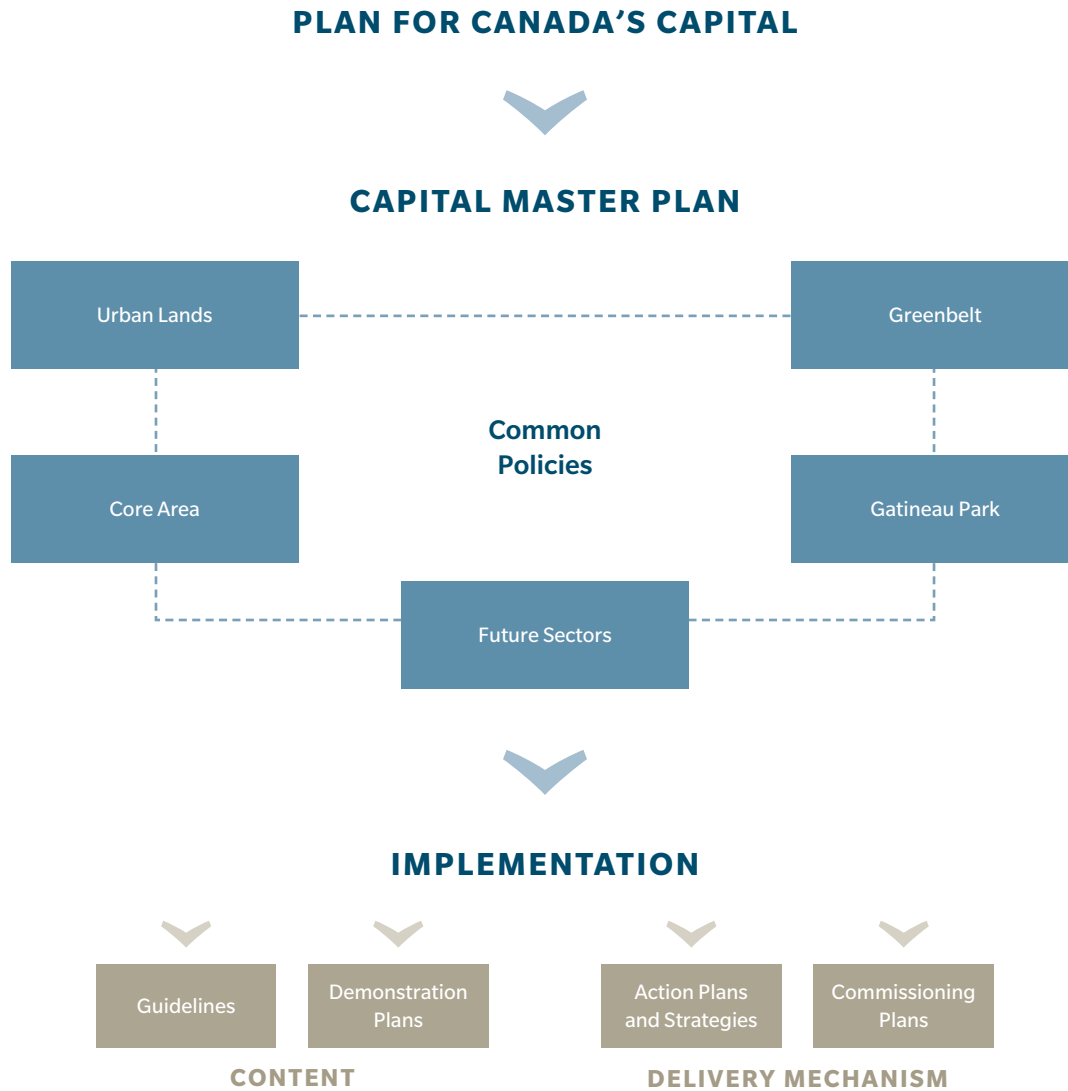 PLAN FOR CANADA’S CAPITAL
CAPITAL MASTER PLAN
Urban Lands
Greenbelt
Common
Policies
Core Area
Gatineau Park
Future Sectors
IMPLEMENTATION
Guidelines
Demonstration
Plans
Action Plans
and Strategies
Commissioning
Plans
CONTENT
DELIVERY MECHANISM